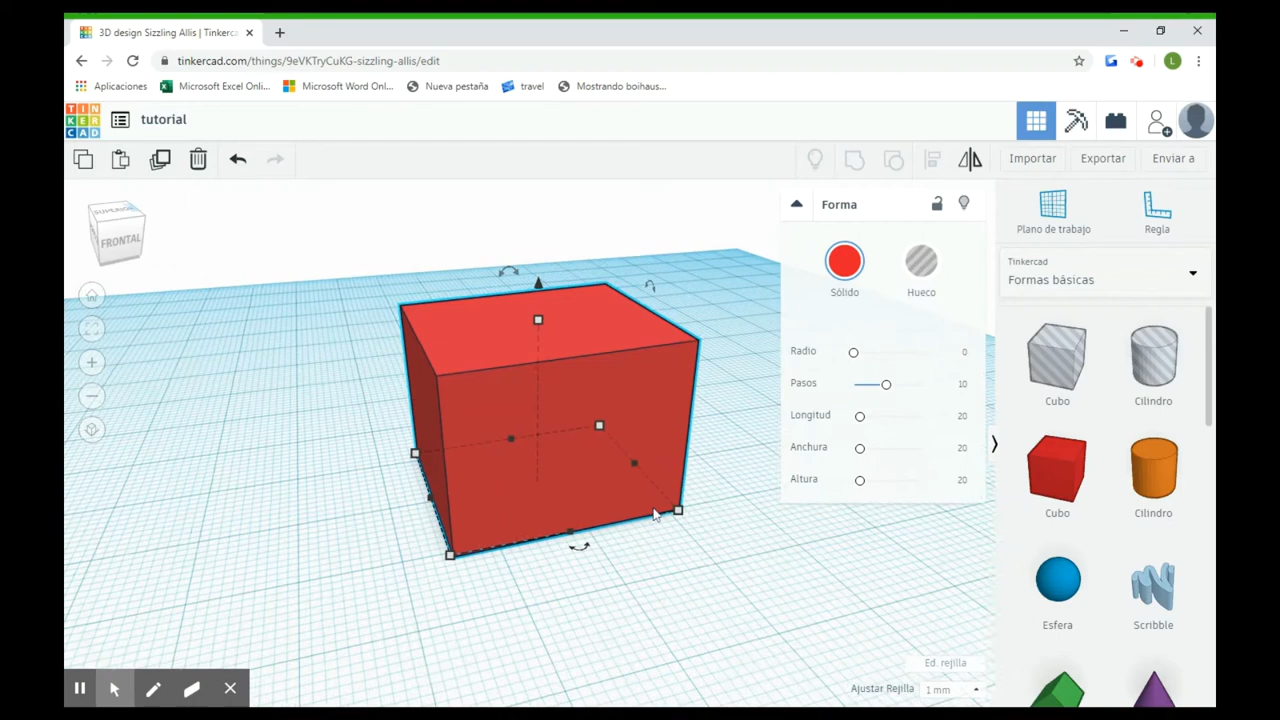 3D design Sizzling Allis | Tinkerca
tinkercad.com/things/9eVKTryCuKG-sizzling-allis/edit
L
Aplicaciones
Microsoft Excel Onli...
Microsoft Word Onl...
Nueva pestaña
travel
Mostrando boihaus...
TIN
KER
CAD
tutorial
Importar
Exportar
Enviar a
SUPERIOR
FRONTAL
Forma
Sólido
Hueco
Radio 0
Pasos 10
Longitud 20
Anchura 20
Altura 20
Plano de trabajo
Regla
Tinkercad
Formas básicas
Cubo
Cilindro
Cubo
Cilindro
Esfera
Scribble
Ed. rejilla
Ajustar Rejilla 1 mm